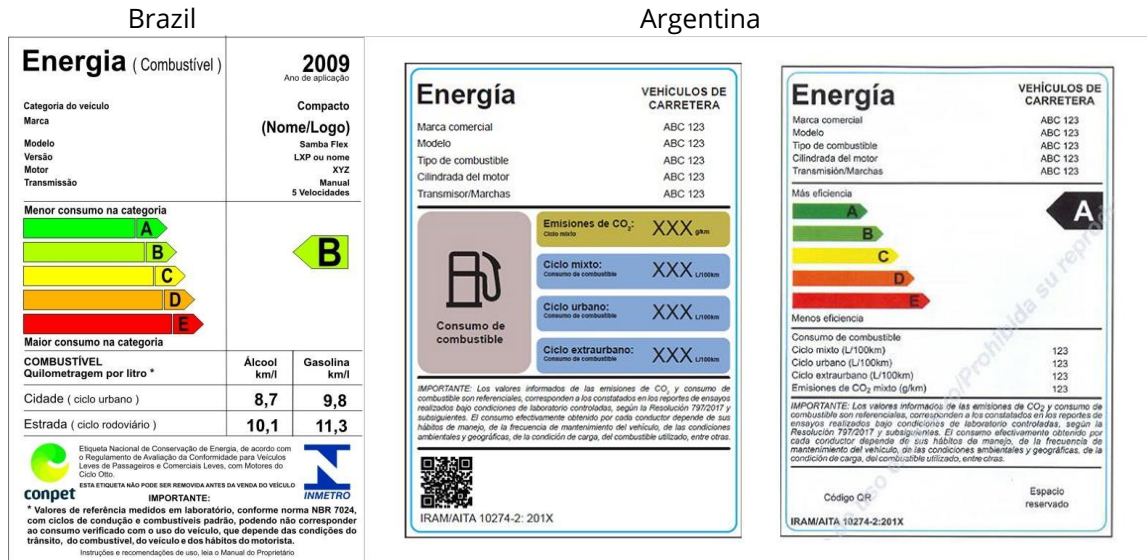 Brazil
Argentina
Energia ( Combustível )
2009
Ano de aplicação
Categoria do veículo
Compacto
Marca
(Nome/Logo)
Modelo
Samba Flex
Versão
LXP ou nome
Motor
XYZ
Transmissão
Manual
5 Velocidades
Menor consumo na categoria
A
B
C
D
E
B
Maior consumo na categoria
COMBUSTÍVEL
Quilometragem por litro *
Álcool
km/l
Gasolina
km/l
Cidade ( ciclo urbano )
8,7
9,8
Estrada ( ciclo rodoviário )
10,1
11,3
conpet
Etiqueta Nacional de Conservação de Energia, de acordo com
o Regulamento de Avaliação da Conformidade para Veículos
Leves de Passageiros e Comerciais Leves, com Motores do
Ciclo Otto.
ESTA ETIQUETA NÃO PODE SER REMOVIDA ANTES DA VENDA DO VEÍCULO
INMETRO
IMPORTANTE:
* Valores de referência medidos em laboratório, conforme norma NBR 7024,
com ciclos de condução e combustíveis padrão, podendo não corresponder
ao consumo verificado com o uso do veículo, que depende das condições do
trânsito, do combustível, do veículo e dos hábitos do motorista.
Instruções e recomendações de uso, leia o Manual do Proprietário
Energía
VEHÍCULOS DE
CARRETERA
Marca comercial ABC 123
Modelo ABC 123
Tipo de combustible ABC 123
Cilindrada del motor ABC 123
Transmisor/Marchas ABC 123
Consumo de
combustible
Emisiones de CO₂:
Ciclo mixto
XXX g/km
Ciclo mixto:
Consumo de combustible
XXX L/100km
Ciclo urbano:
Consumo de combustible
XXX L/100km
Ciclo extraurbano:
Consumo de combustible
XXX L/100km
IMPORTANTE: Los valores informados de las emisiones de CO₂ y consumo de
combustible son referenciales, corresponden a los constatados en los reportes de ensayos
realizados bajo condiciones de laboratorio controladas, según la Resolución 797/2017 y
subsiguientes. El consumo efectivamente obtenido por cada conductor depende de sus
hábitos de manejo, de la frecuencia de mantenimiento del vehículo, de las condiciones
ambientales y geográficas, de la condición de carga, del combustible utilizado, entre otras.
IRAM/AITA 10274-2: 201X
Energía
VEHÍCULOS DE
CARRETERA
Marca comercial ABC 123
Modelo ABC 123
Tipo de combustible ABC 123
Cilindrada del motor ABC 123
Transmisión/Marchas ABC 123
Más eficiencia
A
B
C
D
E
A
Menos eficiencia
Consumo de combustible
Ciclo mixto (L/100km) 123
Ciclo urbano (L/100km) 123
Ciclo extraurbano (L/100km) 123
Emisiones de CO₂ mixto (g/km) 123
IMPORTANTE: Los valores informados de las emisiones de CO₂ y consumo de
combustible son referenciales, corresponden a los constatados en los reportes de
ensayos realizados bajo condiciones de laboratorio controladas, según la
Resolución 797/2017 y subsiguientes. El consumo efectivamente obtenido por
cada conductor depende de sus hábitos de manejo, de la frecuencia de
mantenimiento del vehículo, de las condiciones ambientales y geográficas, de la
condición de carga, del combustible utilizado, entre otras.
Código QR
Espacio
reservado
IRAM/AITA 10274-2:201X
Prohibida su